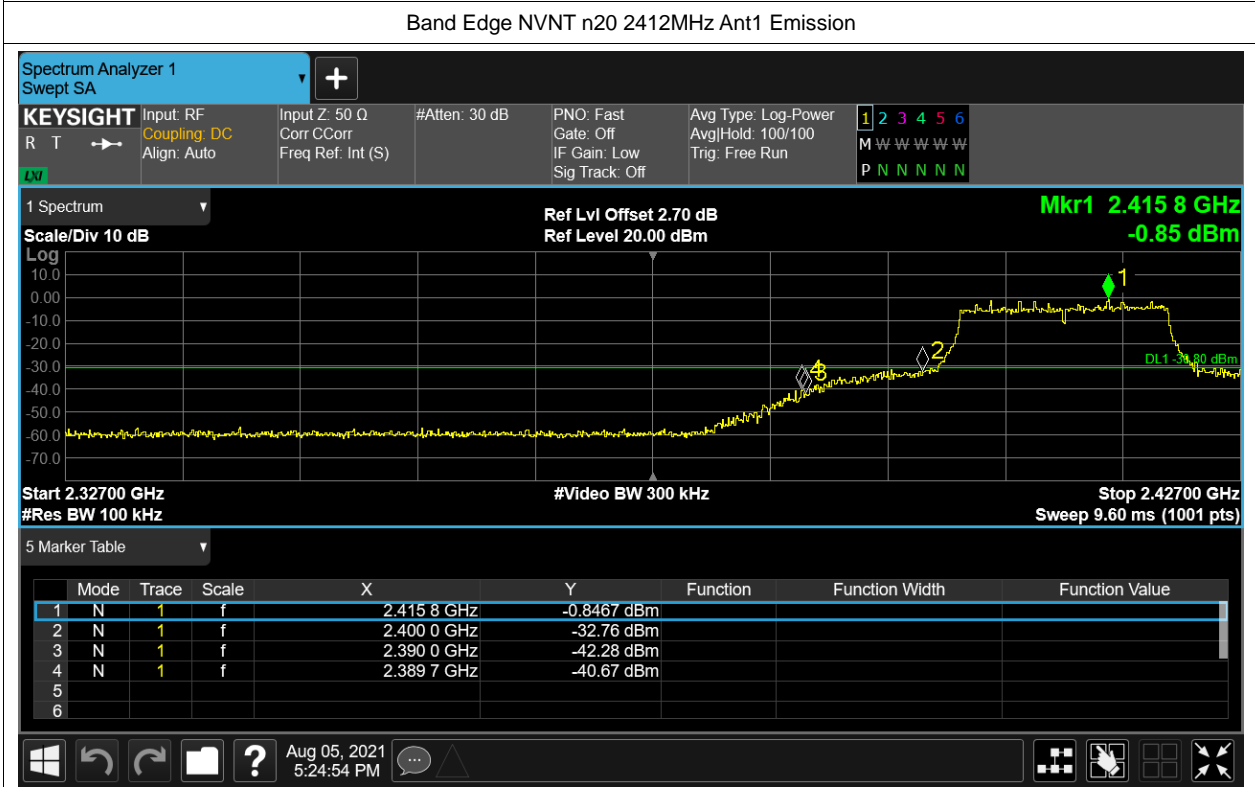 Band Edge NVNT n20 2412MHz Ant1 Emission
Spectrum Analyzer 1
Swept SA
KEYSIGHT Input: RF Input Z: 50 Ω #Atten: 30 dB PNO: Fast Avg Type: Log-Power 1 2 3 4 5 6
R T Coupling: DC Corr CCorr Gate: Off Avg|Hold: 100/100 M W W W W W
Align: Auto Freq Ref: Int (S) IF Gain: Low Trig: Free Run
LXI Sig Track: Off P N N N N N
1 Spectrum Ref Lvl Offset 2.70 dB Mkr1 2.415 8 GHz
Scale/Div 10 dB Ref Level 20.00 dBm -0.85 dBm
Log
10.0
1
0.00
-10.0
-20.0
2
-30.0
DL1 -30.80 dBm
4 3
-40.0
-50.0
-60.0
-70.0
Start 2.32700 GHz #Video BW 300 kHz Stop 2.42700 GHz
#Res BW 100 kHz Sweep 9.60 ms (1001 pts)
5 Marker Table
Mode Trace Scale X Y Function Function Width Function Value
1 N 1 f 2.415 8 GHz -0.8467 dBm
2 N 1 f 2.400 0 GHz -32.76 dBm
3 N 1 f 2.390 0 GHz -42.28 dBm
4 N 1 f 2.389 7 GHz -40.67 dBm
5
6
? Aug 05, 2021
5:24:54 PM